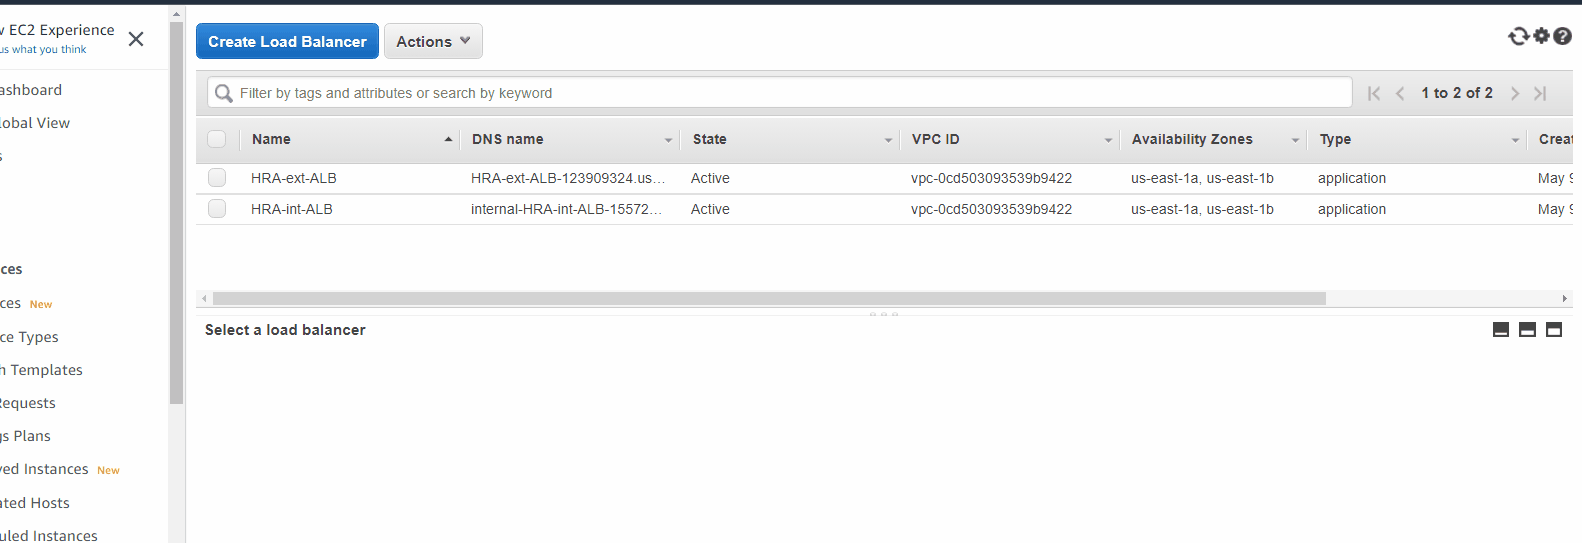 EC2 Experience
us what you think
Create Load Balancer
Actions
Filter by tags and attributes or search by keyword
1 to 2 of 2
Name DNS name State VPC ID Availability Zones Type Creat
HRA-ext-ALB HRA-ext-ALB-123909324.us... Active vpc-0cd503093539b9422 us-east-1a, us-east-1b application May 9
HRA-int-ALB internal-HRA-int-ALB-15572... Active vpc-0cd503093539b9422 us-east-1a, us-east-1b application May 9
Select a load balancer
ashboard
lobal View
s
ces
ces New
ce Types
h Templates
Requests
gs Plans
ved Instances New
ated Hosts
uled Instances